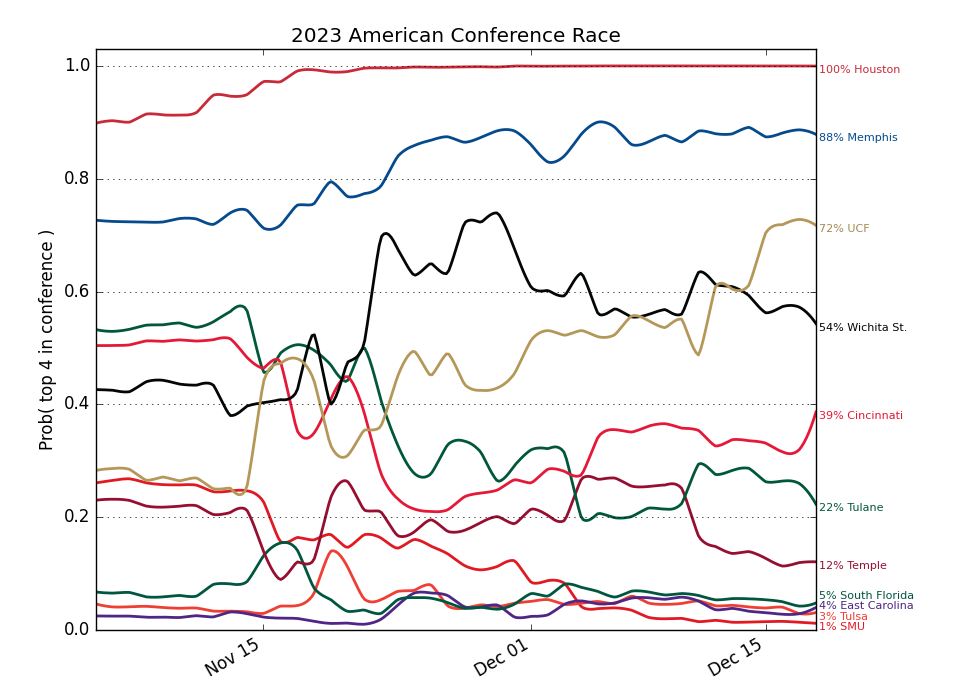 2023 American Conference Race
Prob( top 4 in conference )
1.0
0.8
0.6
0.4
0.2
0.0
Nov 15
Dec 01
Dec 15
100% Houston
88% Memphis
72% UCF
54% Wichita St.
39% Cincinnati
22% Tulane
12% Temple
5% South Florida
4% East Carolina
3% Tulsa
1% SMU